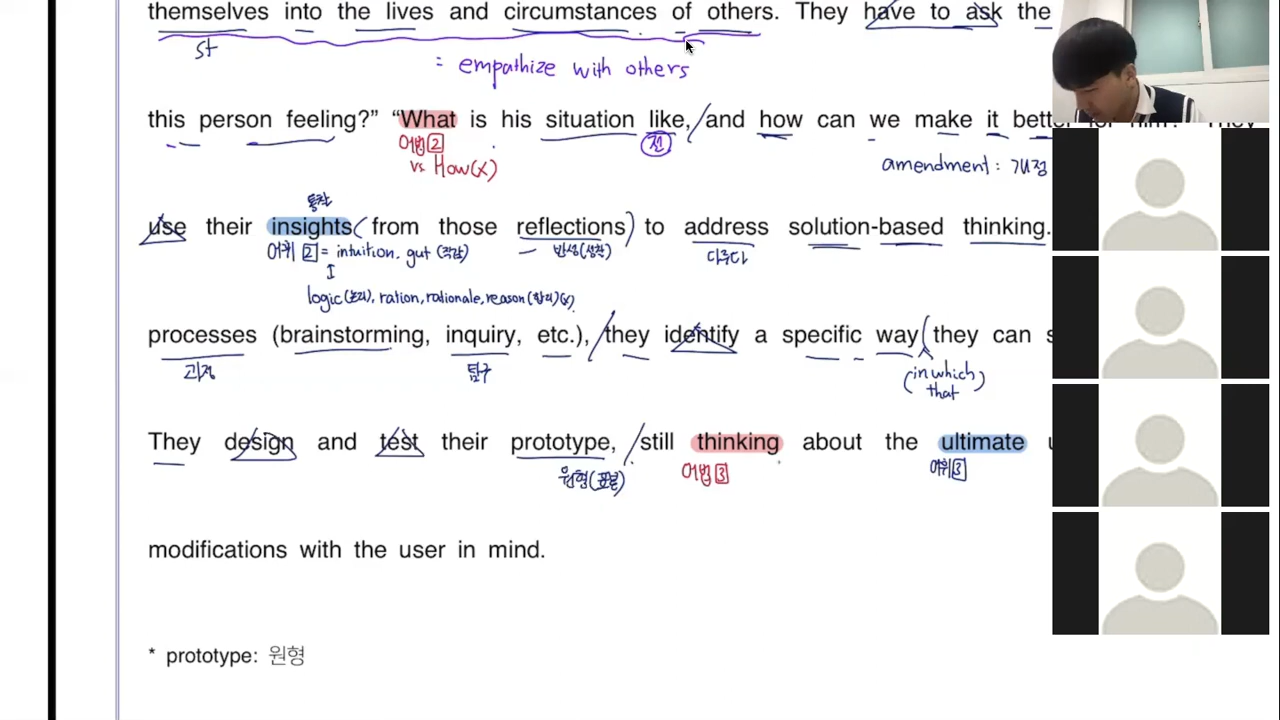 themselves into the lives and circumstances of others. They have to ask the
st
= empathize with others
this person feeling?” “What is his situation like, and how can we make it better for him?” They
어법 2 전
vs How(x) amendment : 개정
통찰
use their insights (from those reflections) to address solution-based thinking.
어휘 2 = intuition. gut (직감) 반성(성찰) 다루다
logic(논리), ration, rationale, reason(합리)(x)
processes (brainstorming, inquiry, etc.), they identify a specific way (they can s
과정 탐구 (in which
that)
They design and test their prototype, still thinking about the ultimate u
원형 어법 3 어휘 3
modifications with the user in mind.
* prototype: 원형